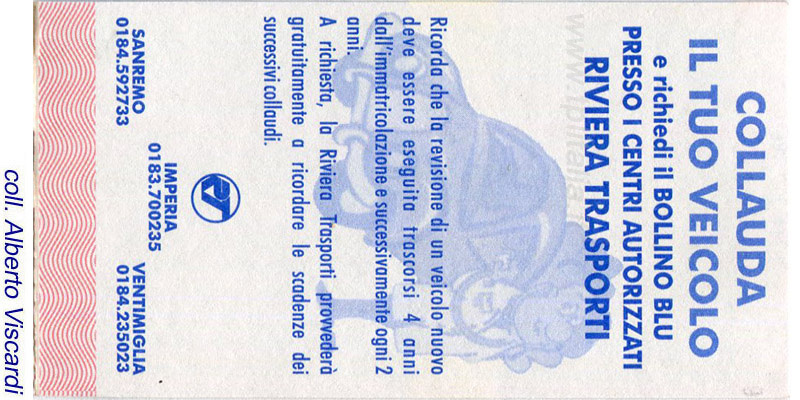 COLLAUDA
IL TUO VEICOLO
e richiedi il BOLLINO BLU
PRESSO I CENTRI AUTORIZZATI
RIVIERA TRASPORTI
Ricorda che la revisione di un veicolo nuovo
deve essere eseguita trascorsi 4 anni
dall'immatricolazione e successivamente ogni 2
anni.
A richiesta, la Riviera Trasporti provvederà
gratuitamente a ricordare le scadenze dei
successivi collaudi.
RT
IMPERIA
0183.700235
SANREMO
0184.592733
VENTIMIGLIA
0184.235023
coll. Alberto Viscardi